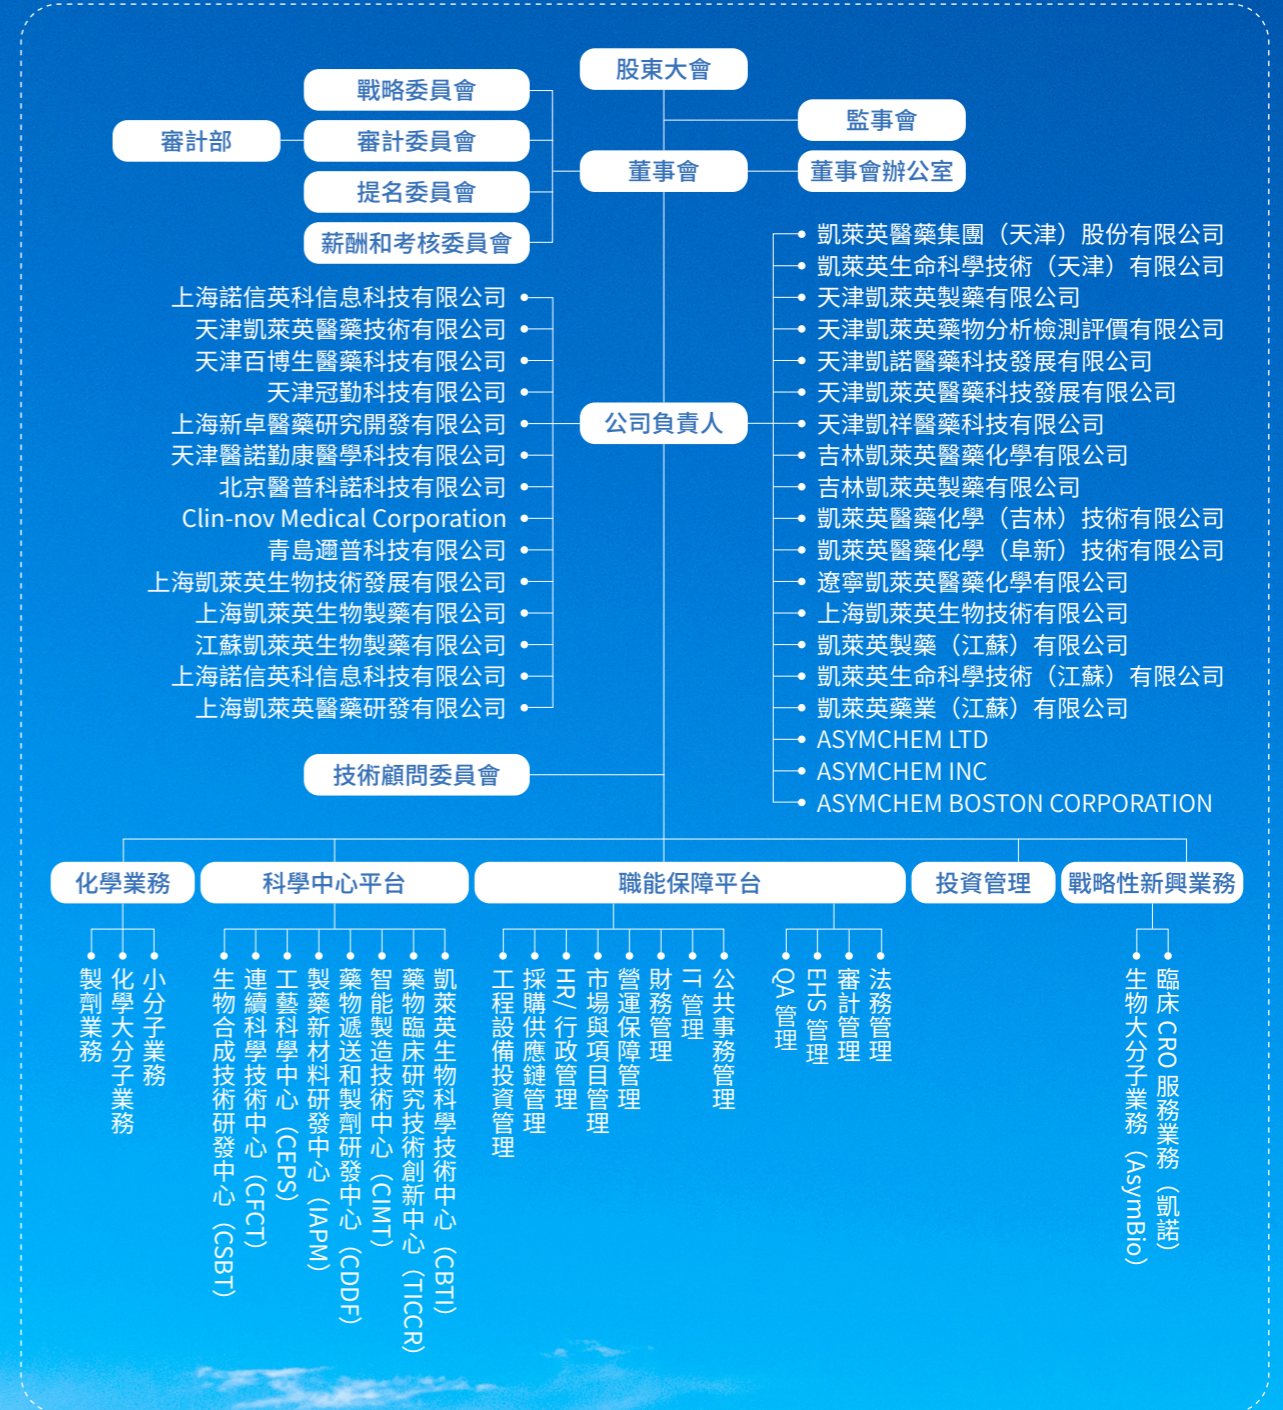 股東大會
戰略委員會
審計部
審計委員會
提名委員會
薪酬和考核委員會
監事會
董事會
董事會辦公室
上海諾信英科信息科技有限公司
天津凱萊英醫藥技術有限公司
天津百博生醫藥科技有限公司
天津冠勤科技有限公司
上海新卓醫藥研究開發有限公司
天津醫諾勤康醫學科技有限公司
北京醫普科諾科技有限公司
Clin-nov Medical Corporation
青島邇普科技有限公司
上海凱萊英生物技術發展有限公司
上海凱萊英生物製藥有限公司
江蘇凱萊英生物製藥有限公司
上海諾信英科信息科技有限公司
上海凱萊英醫藥研發有限公司
公司負責人
凱萊英醫藥集團（天津）股份有限公司
凱萊英生命科學技術（天津）有限公司
天津凱萊英製藥有限公司
天津凱萊英藥物分析檢測評價有限公司
天津凱諾醫藥科技發展有限公司
天津凱萊英醫藥科技發展有限公司
天津凱祥醫藥科技有限公司
吉林凱萊英醫藥化學有限公司
吉林凱萊英製藥有限公司
凱萊英醫藥化學（吉林）技術有限公司
凱萊英醫藥化學（阜新）技術有限公司
遼寧凱萊英醫藥化學有限公司
上海凱萊英生物技術有限公司
凱萊英製藥（江蘇）有限公司
凱萊英生命科學技術（江蘇）有限公司
凱萊英藥業（江蘇）有限公司
ASYMCHEM LTD
ASYMCHEM INC
ASYMCHEM BOSTON CORPORATION
技術顧問委員會
化學業務
製劑業務
化學大分子業務
小分子業務
科學中心平台
生物合成技術研發中心（CSBT）
連續科學技術中心（CFCT）
工藝科學中心（CEPS）
製藥新材料研發中心（IAPM）
藥物遞送和製劑研發中心（CDDF）
智能製造技術中心（CIMT）
藥物臨床研究技術創新中心（TICCR）
凱萊英生物科學技術中心（CBTI）
職能保障平台
工程設備投資管理
採購供應鏈管理
HR/ 行政管理
市場與項目管理
營運保障管理
財務管理
IT 管理
公共事務管理
QA 管理
EHS 管理
審計管理
法務管理
投資管理
戰略性新興業務
生物大分子業務（AsymBio）
臨床 CRO 服務業務（凱諾）